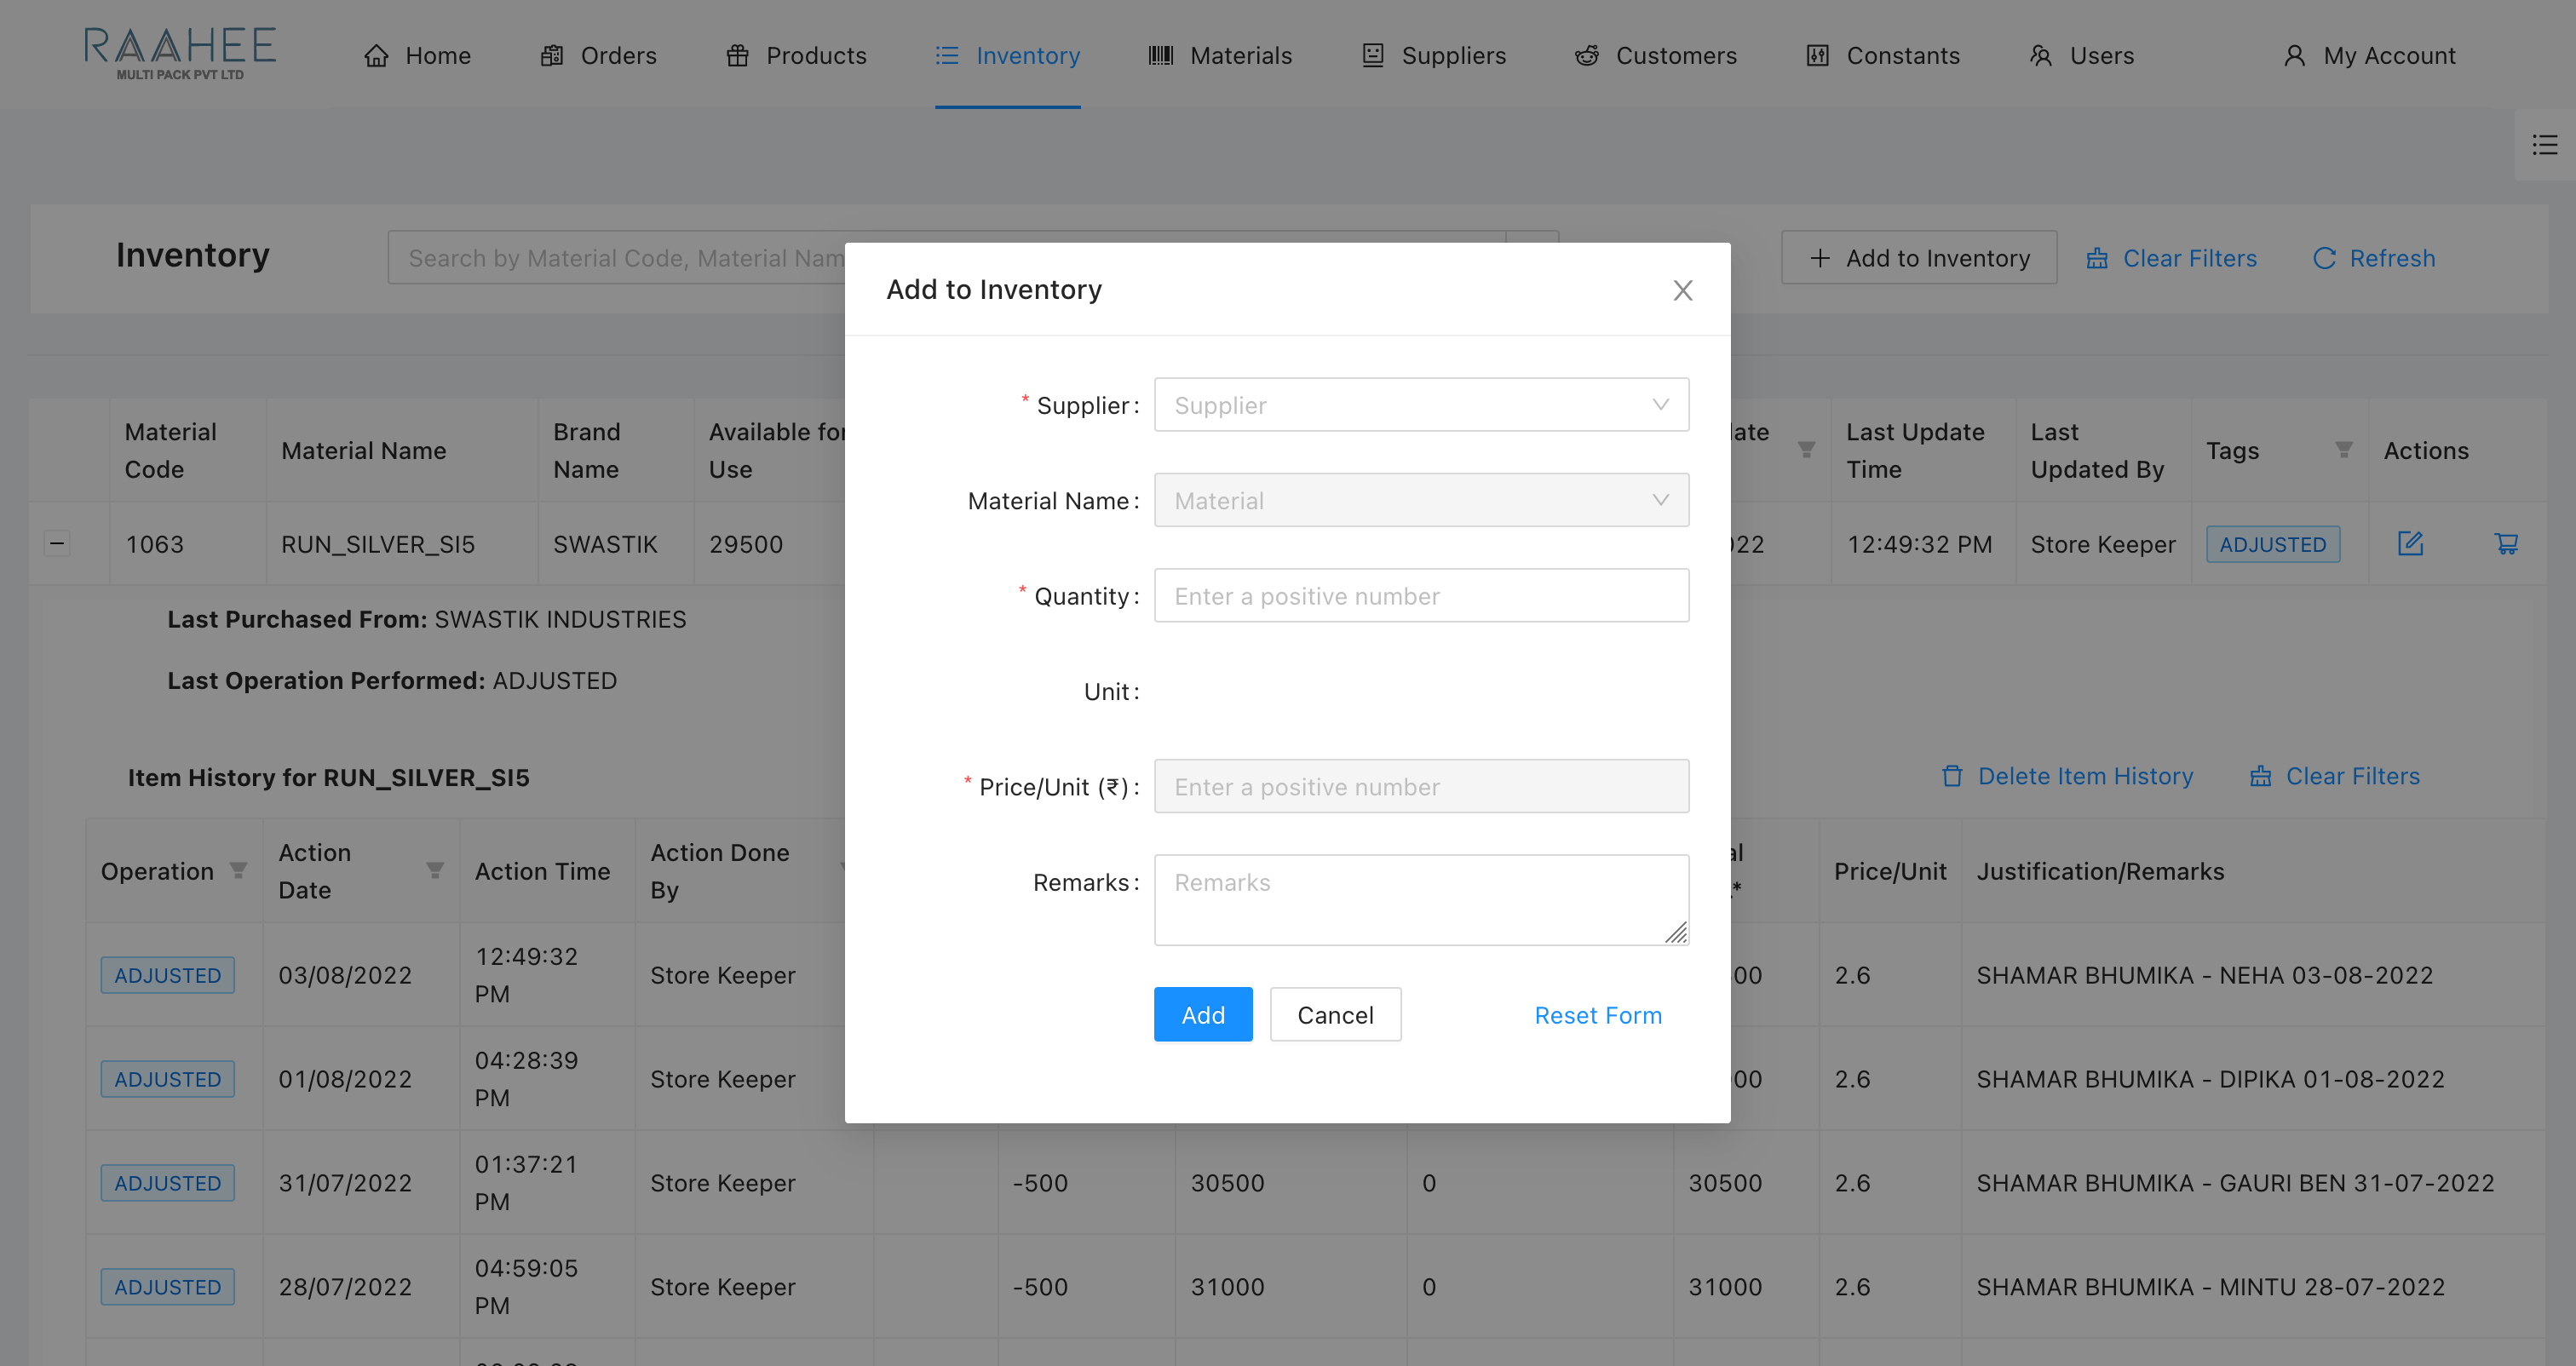 RAAHEE
MULTI PACK PVT LTD
Home Orders Products Inventory Materials Suppliers Customers Constants Users My Account
Inventory
Search by Material Code, Material Nam
Add to Inventory Clear Filters Refresh
Add to Inventory
* Supplier: Supplier
Material Name: Material
* Quantity: Enter a positive number
Unit:
* Price/Unit (₹): Enter a positive number
Remarks: Remarks
Add Cancel Reset Form
Material Code Material Name Brand Name Available for Use Last Update Time Last Updated By Tags Actions
1063 RUN_SILVER_SI5 SWASTIK 29500 12:49:32 PM Store Keeper ADJUSTED
Last Purchased From: SWASTIK INDUSTRIES
Last Operation Performed: ADJUSTED
Item History for RUN_SILVER_SI5 Delete Item History Clear Filters
Operation Action Date Action Time Action Done By Price/Unit Justification/Remarks
ADJUSTED 03/08/2022 12:49:32 PM Store Keeper 2.6 SHAMAR BHUMIKA - NEHA 03-08-2022
ADJUSTED 01/08/2022 04:28:39 PM Store Keeper 2.6 SHAMAR BHUMIKA - DIPIKA 01-08-2022
ADJUSTED 31/07/2022 01:37:21 PM Store Keeper -500 30500 0 30500 2.6 SHAMAR BHUMIKA - GAURI BEN 31-07-2022
ADJUSTED 28/07/2022 04:59:05 PM Store Keeper -500 31000 0 31000 2.6 SHAMAR BHUMIKA - MINTU 28-07-2022